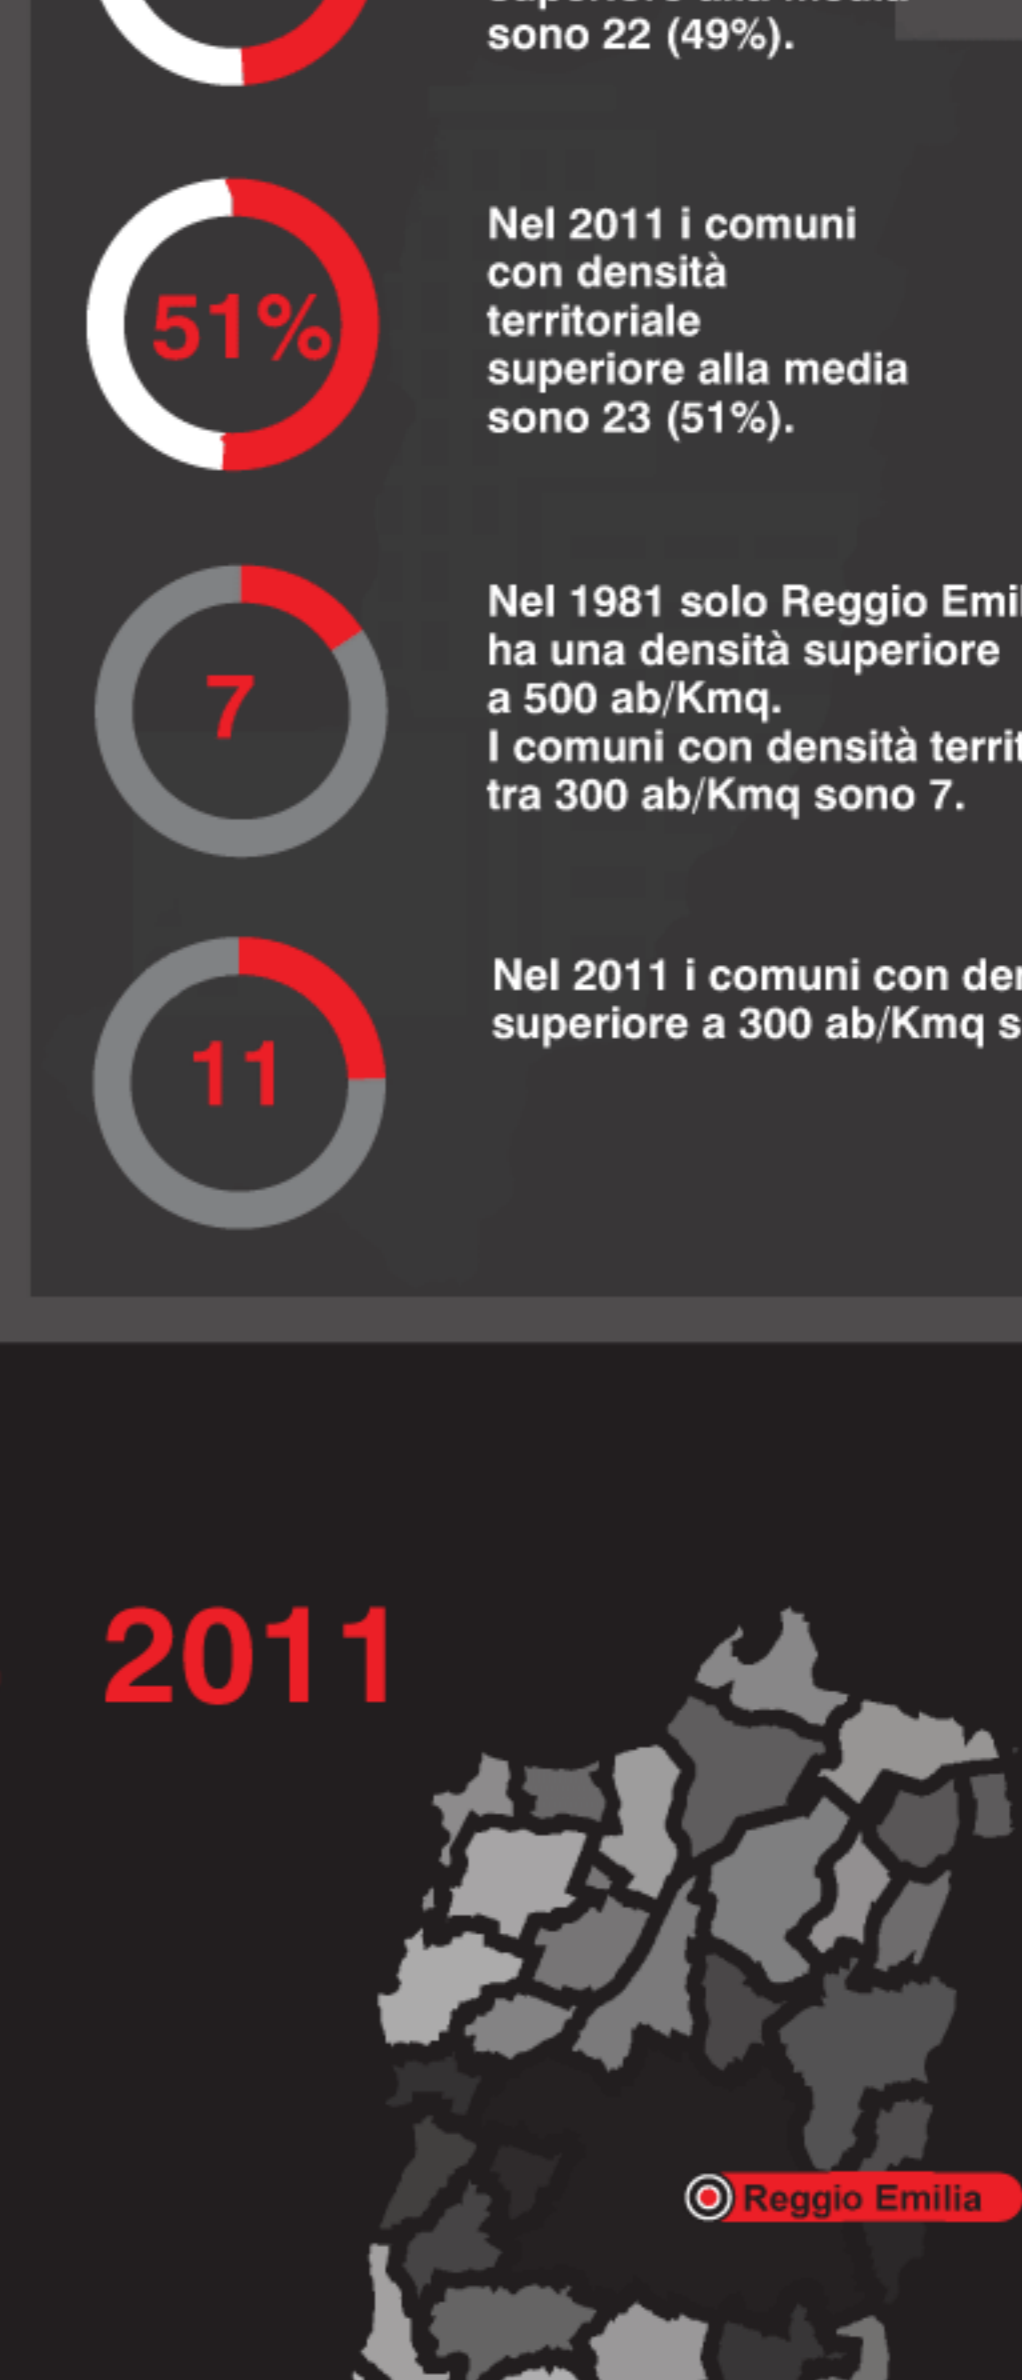 sono 22 (49%).
51%
Nel 2011 i comuni
con densità
territoriale
superiore alla media
sono 23 (51%).
7
Nel 1981 solo Reggio
ha una densità superiore
a 500 ab/Kmq.
I comuni con densità
tra 300 ab/Kmq sono 7.
11
Nel 2011 i comuni con
superiore a 300 ab/Kmq
2011
Reggio Emilia